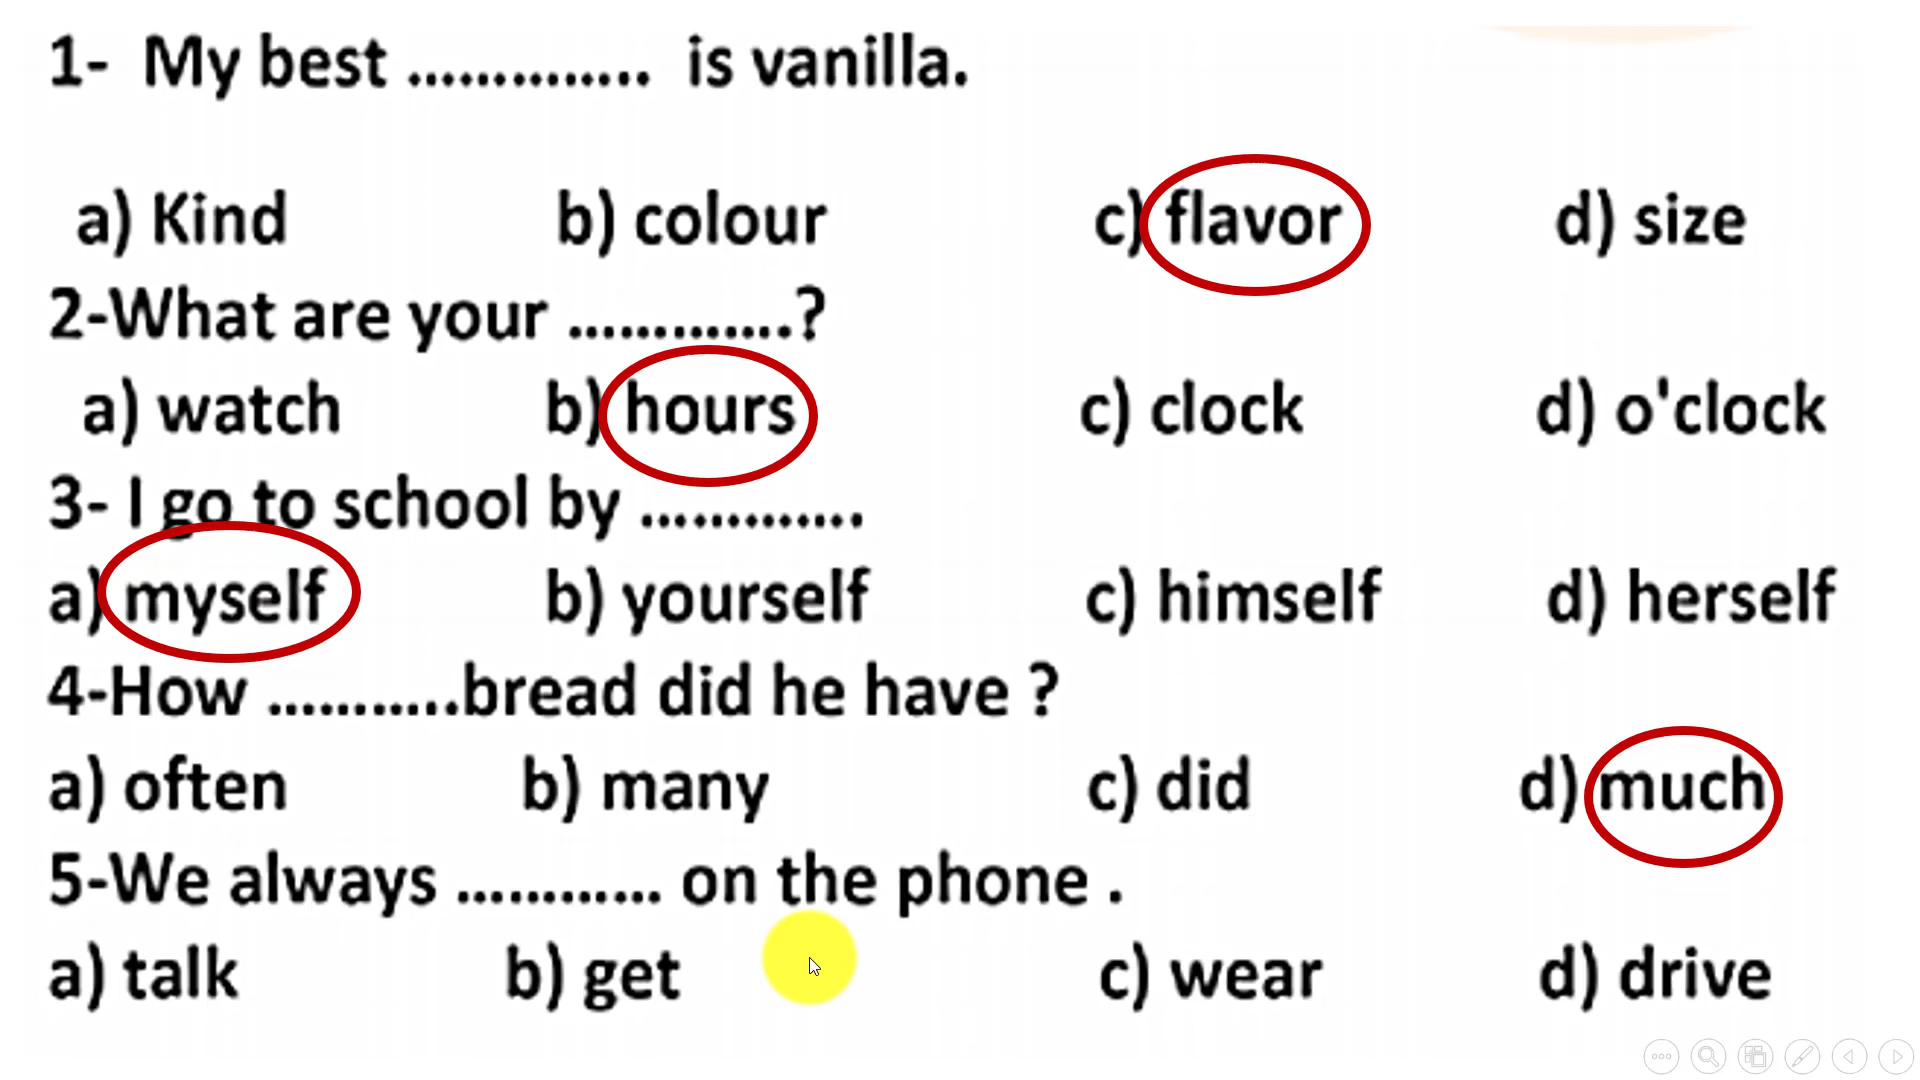 1- My best .............. is vanilla.
a) Kind b) colour c) flavor d) size
2-What are your .............?
a) watch b) hours c) clock d) o'clock
3- I go to school by .............
a) myself b) yourself c) himself d) herself
4-How ...........bread did he have ?
a) often b) many c) did d) much
5-We always ............ on the phone .
a) talk b) get c) wear d) drive